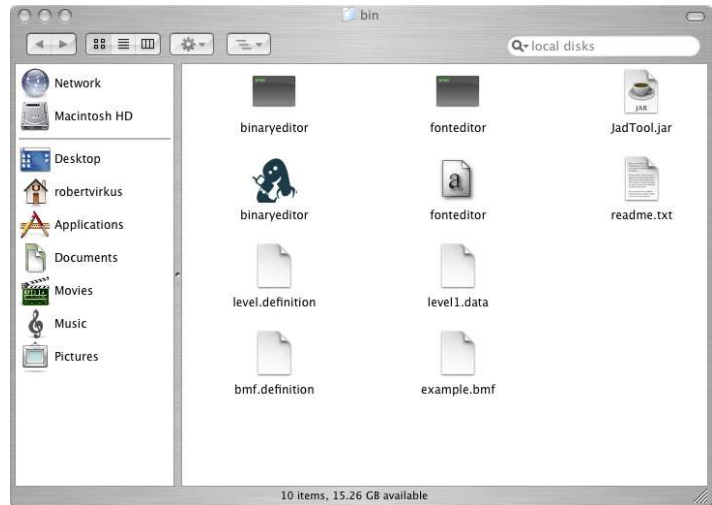 bin
local disks
Network
Macintosh HD
Desktop
robertvirkus
Applications
Documents
Movies
Music
Pictures
binaryeditor
fonteditor
JAR
JadTool.jar
binaryeditor
a
fonteditor
readme.txt
level.definition
level1.data
bmf.definition
example.bmf
10 items, 15.26 GB available